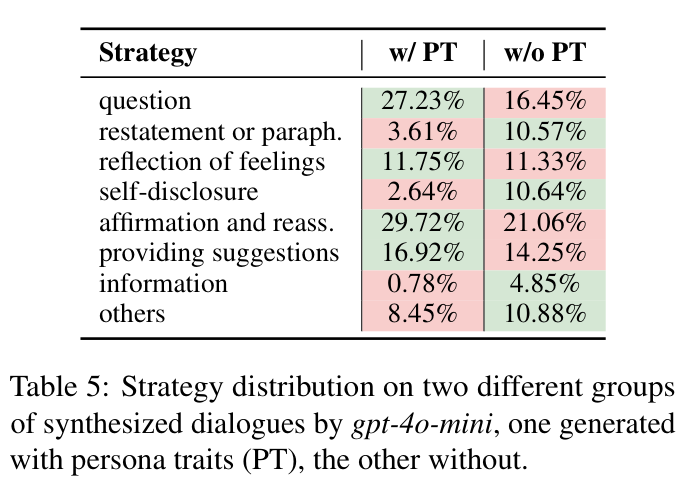 Strategy w/ PT w/o PT
question 27.23% 16.45%
restatement or paraph. 3.61% 10.57%
reflection of feelings 11.75% 11.33%
self-disclosure 2.64% 10.64%
affirmation and reass. 29.72% 21.06%
providing suggestions 16.92% 14.25%
information 0.78% 4.85%
others 8.45% 10.88%
Table 5: Strategy distribution on two different groups
of synthesized dialogues by gpt-4o-mini, one generated
with persona traits (PT), the other without.